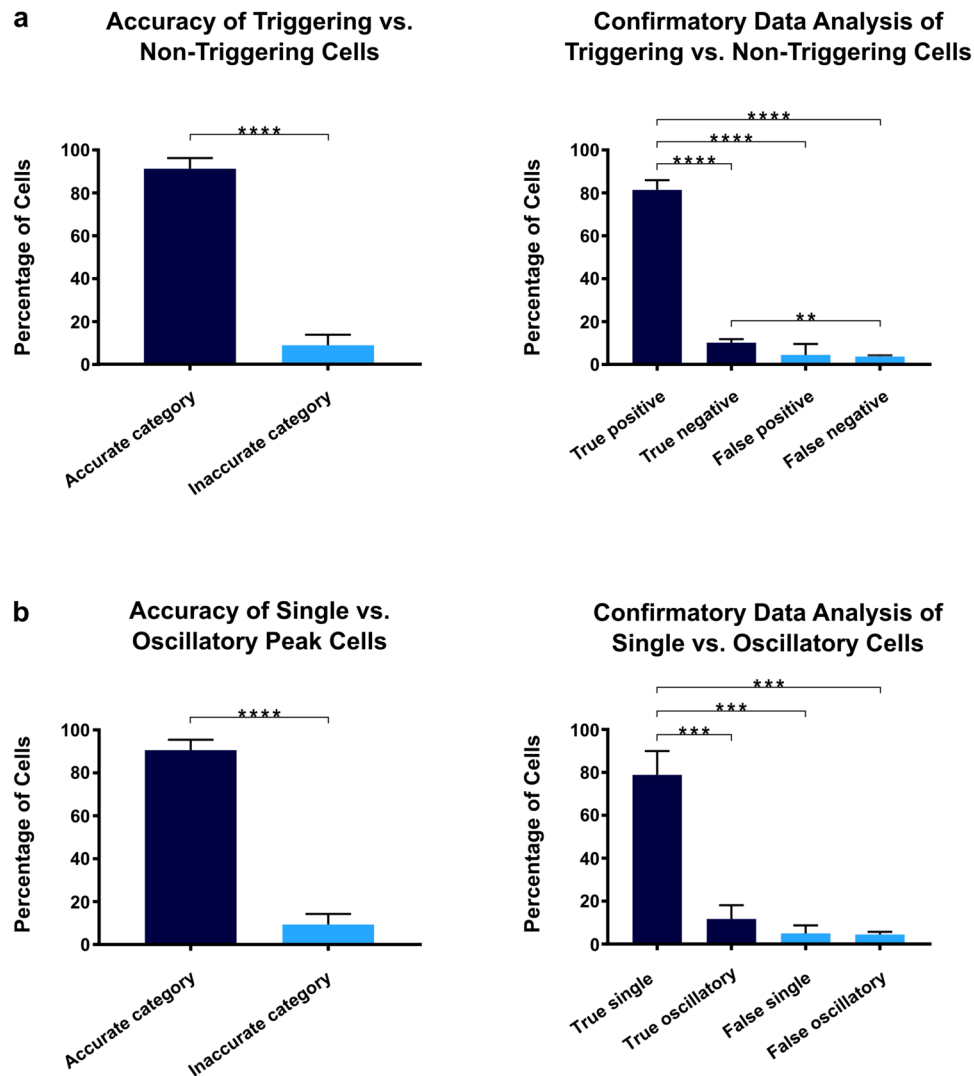 a
Accuracy of Triggering vs.
Non-Triggering Cells
Percentage of Cells
100
80
60
40
20
0
****
Accurate category
Inaccurate category
Confirmatory Data Analysis of
Triggering vs. Non-Triggering Cells
Percentage of Cells
100
80
60
40
20
0
****
****
****
**
True positive
True negative
False positive
False negative
b
Accuracy of Single vs.
Oscillatory Peak Cells
Percentage of Cells
100
80
60
40
20
0
****
Accurate category
Inaccurate category
Confirmatory Data Analysis of
Single vs. Oscillatory Cells
Percentage of Cells
100
80
60
40
20
0
***
***
***
True single
True oscillatory
False single
False oscillatory